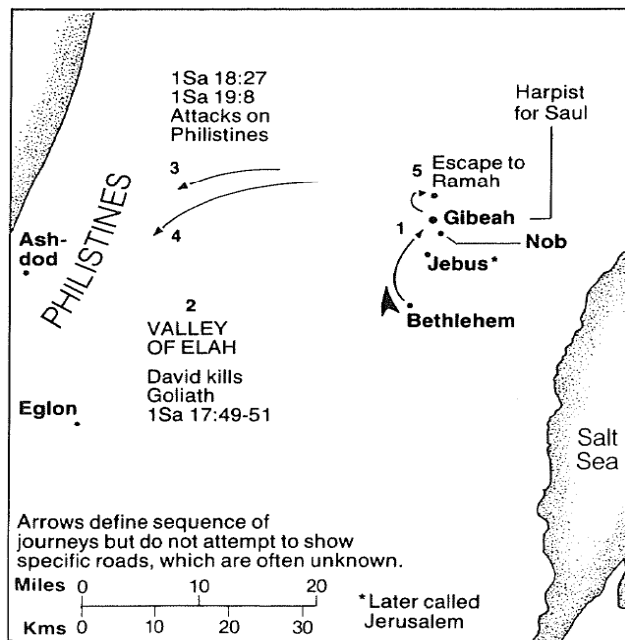 1Sa 18:27
1Sa 19:8
Attacks on
Philistines
3
4
PHILISTINES
Ash-
dod
2
VALLEY
OF ELAH
David kills
Goliath
1Sa 17:49-51
Eglon
Harpist
for Saul
5 Escape to
Ramah
Gibeah
1
Nob
Jebus*
Bethlehem
Salt
Sea
Arrows define sequence of
journeys but do not attempt to show
specific roads, which are often unknown.
Miles 0 10 20
Kms 0 10 20 30
*Later called
Jerusalem